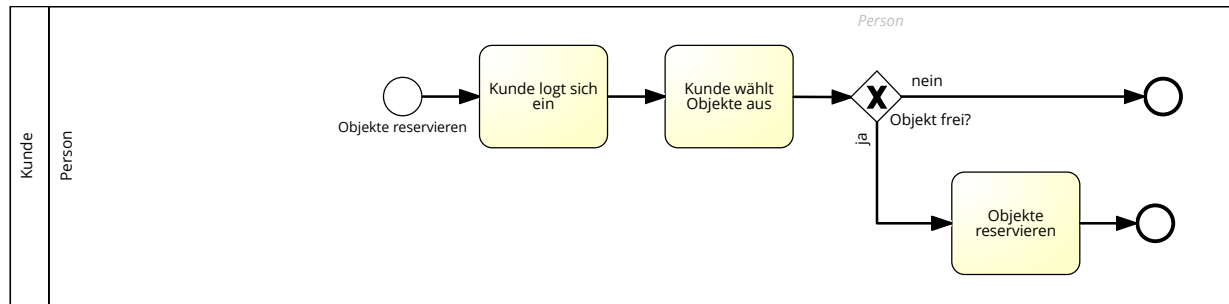 Kunde
Person
Person
Objekte reservieren
Kunde logt sich
ein
Kunde wählt
Objekte aus
nein
Objekt frei?
ja
Objekte
reservieren